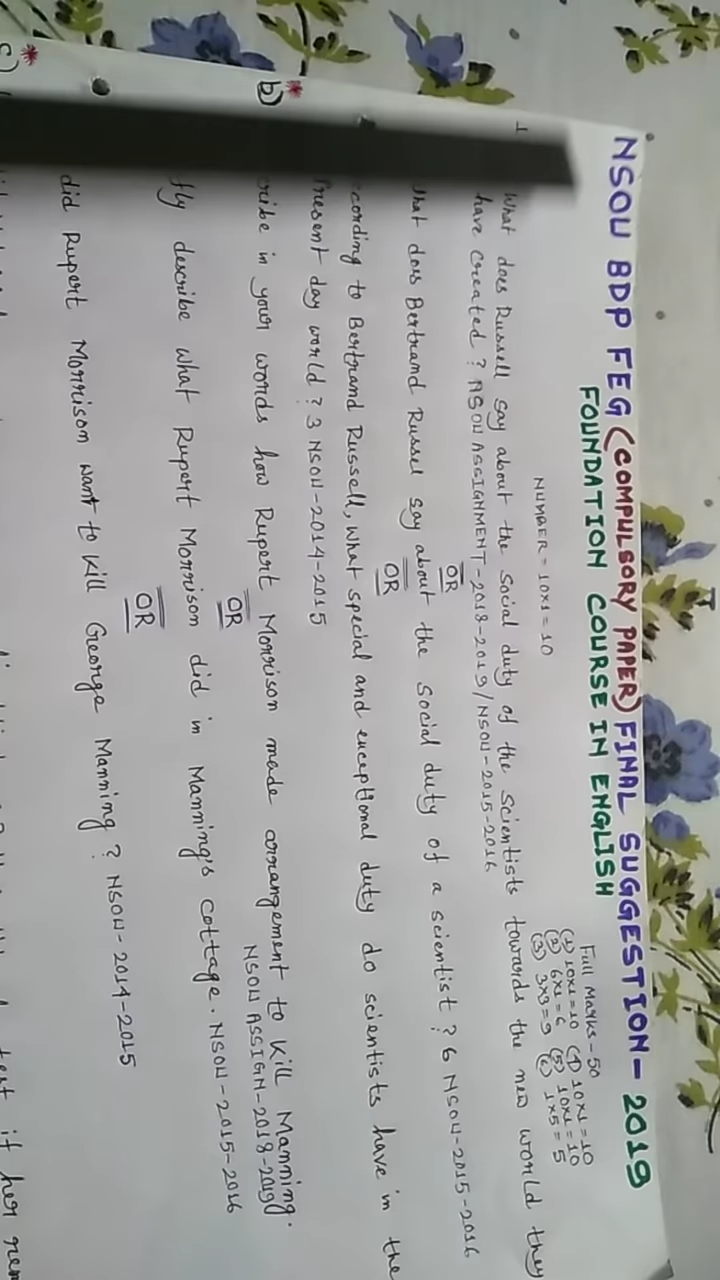 NSOU BDP FEG (COMPULSORY PAPER) FINAL SUGGESTION - 2019
FOUNDATION COURSE IN ENGLISH
Full Marks - 50
(1) 10x1 = 10 (4) 10x1 = 10
(2) 6x1 = 6 (5) 10x1 = 10
(3) 3x3 = 9 (6) 1x5 = 5
NUMBER = 10x1 = 10
1 What does Russell say about the social duty of the scientists towards the new world they
have created? NSOU ASSIGNMENT - 2018-2019/NSOU-2015-2016
OR
What does Bertrand Russel say about the social duty of a scientist? 6 NSOU-2015-2016
OR
ccording to Bertrand Russell, what special and exceptional duty do scientists have in the
Present day world? 3 NSOU-2014-2015
b) cribe in your words how Rupert Morrison made arrangement to kill Manning.
NSOU ASSIGN-2018-2019
OR
fly describe what Rupert Morrison did in Manning's cottage. NSOU-2015-2016
OR
did Rupert Morrison want to kill George Manning? NSOU-2014-2015
c)